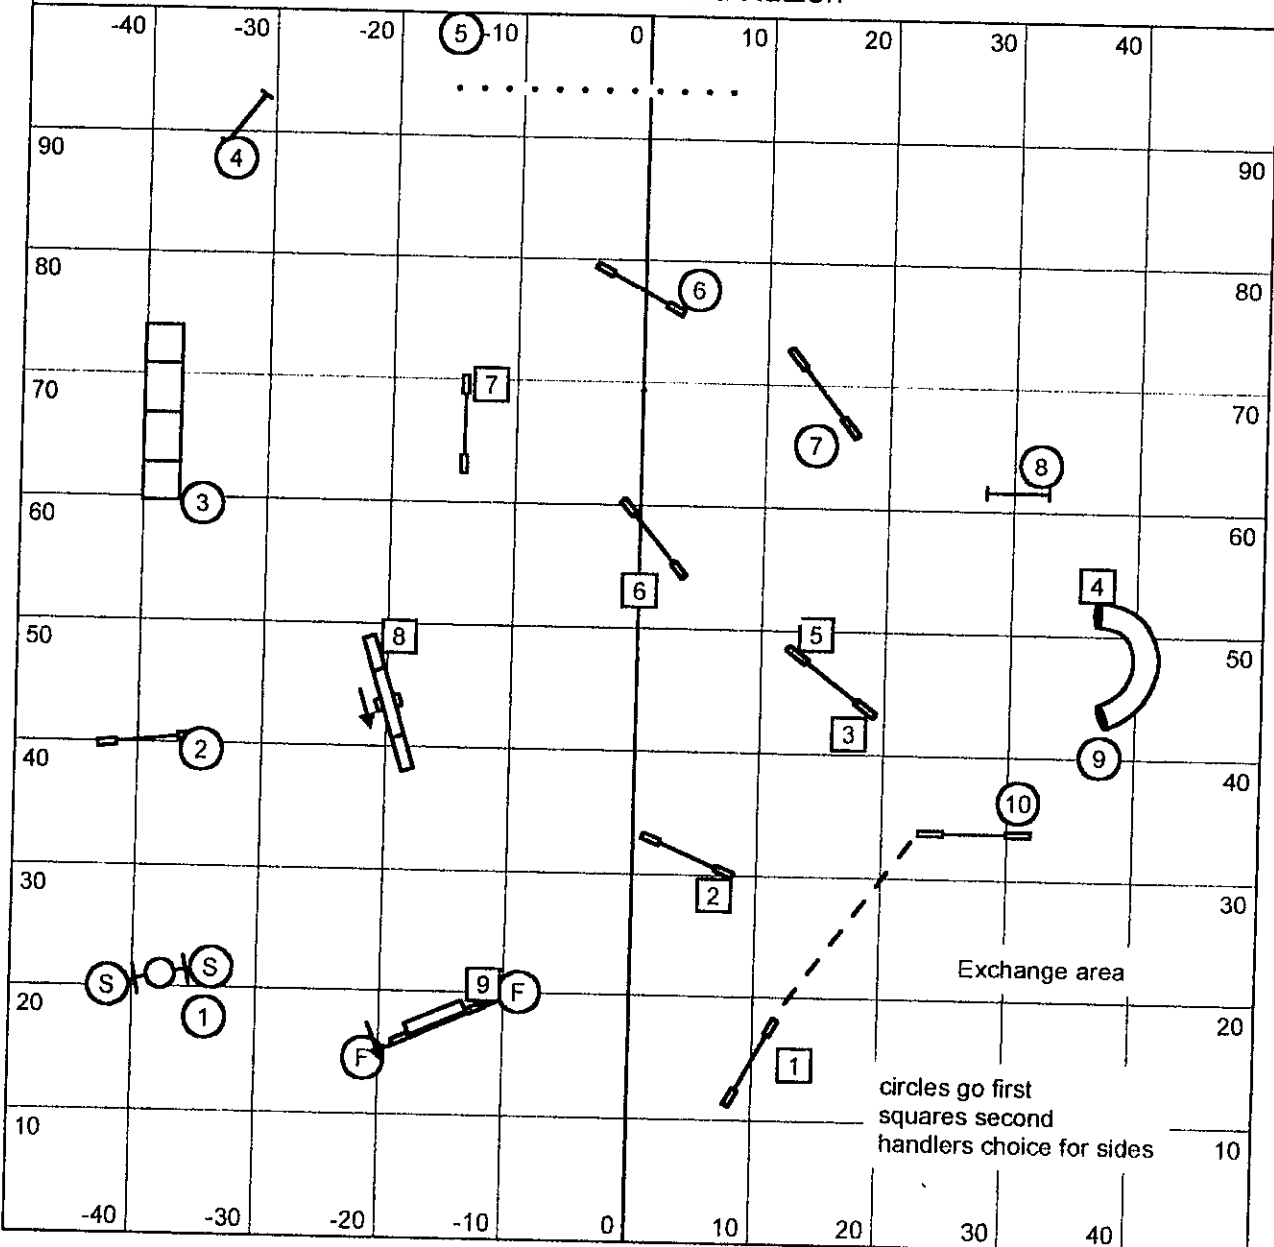 -40 -30 -20 5 -10 0 10 20 30 40
90 4 90
80 6 80
70 7 7 8 70
60 3 60
6 4
50 8 5 50
40 2 3 9 40
10
30 2 30
Exchange area
S S 9 F
20 1 20
F 1
circles go first
squares second
10 handlers choice for sides 10
-40 -30 -20 -10 0 10 20 30 40